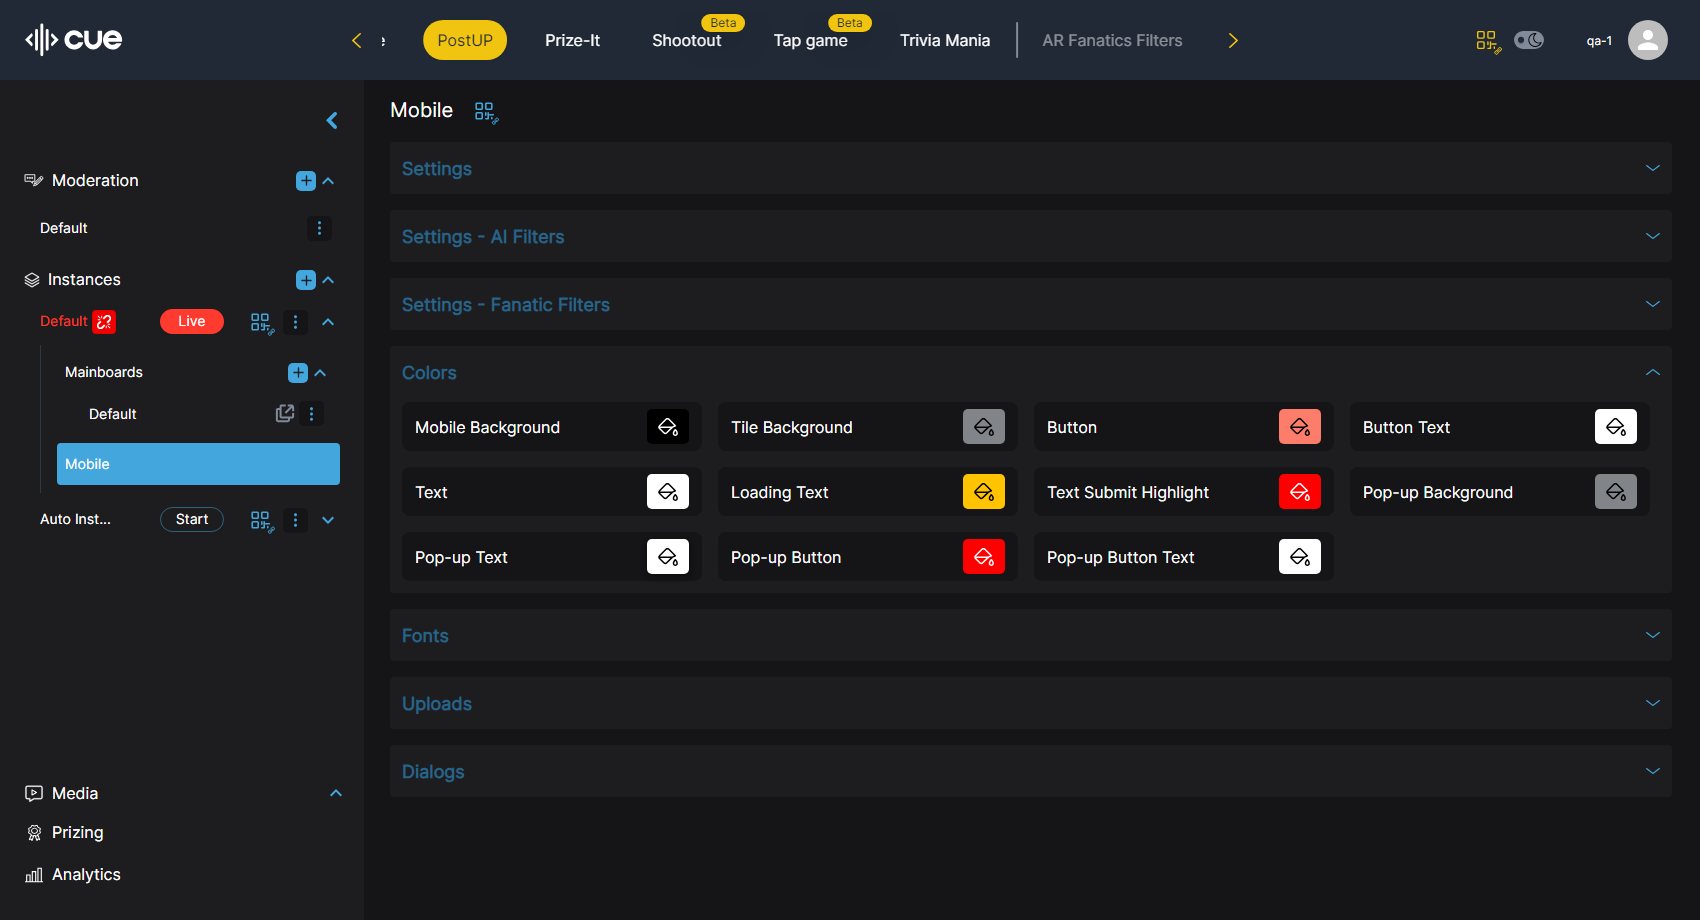 cue
PostUP
Prize-It
Shootout
Beta
Tap game
Beta
Trivia Mania
AR Fanatics Filters
qa-1
Moderation
Default
Instances
Default
Live
Mainboards
Default
Mobile
Auto Inst...
Start
Media
Prizing
Analytics
Mobile
Settings
Settings - AI Filters
Settings - Fanatic Filters
Colors
Mobile Background
Tile Background
Button
Button Text
Text
Loading Text
Text Submit Highlight
Pop-up Background
Pop-up Text
Pop-up Button
Pop-up Button Text
Fonts
Uploads
Dialogs